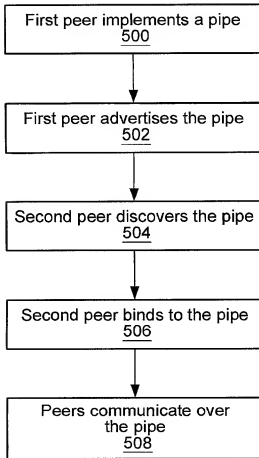 First peer implements a pipe
500
First peer advertises the pipe
502
Second peer discovers the pipe
504
Second peer binds to the pipe
506
Peers communicate over
the pipe
508